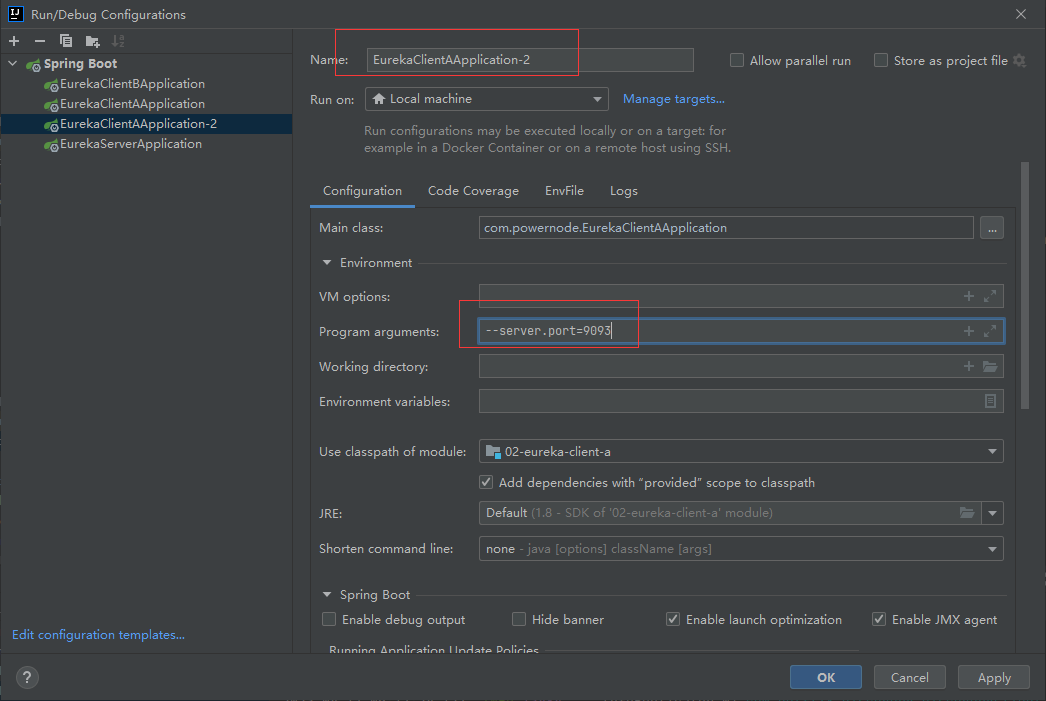 Run/Debug Configurations
Spring Boot
EurekaClientBApplication
EurekaClientAApplication
EurekaClientAApplication-2
EurekaServerApplication
Edit configuration templates...
Name: EurekaClientAApplication-2
Allow parallel run
Store as project file
Run on: Local machine
Manage targets...
Run configurations may be executed locally or on a target: for
example in a Docker Container or on a remote host using SSH.
Configuration
Code Coverage
EnvFile
Logs
Main class: com.powernode.EurekaClientAApplication
...
Environment
VM options:
Program arguments: --server.port=9093
Working directory:
Environment variables:
Use classpath of module: 02-eureka-client-a
Add dependencies with “provided” scope to classpath
JRE: Default (1.8 - SDK of '02-eureka-client-a' module)
Shorten command line: none - java [options] className [args]
Spring Boot
Enable debug output
Hide banner
Enable launch optimization
Enable JMX agent
Running Application Update Policies
?
OK
Cancel
Apply